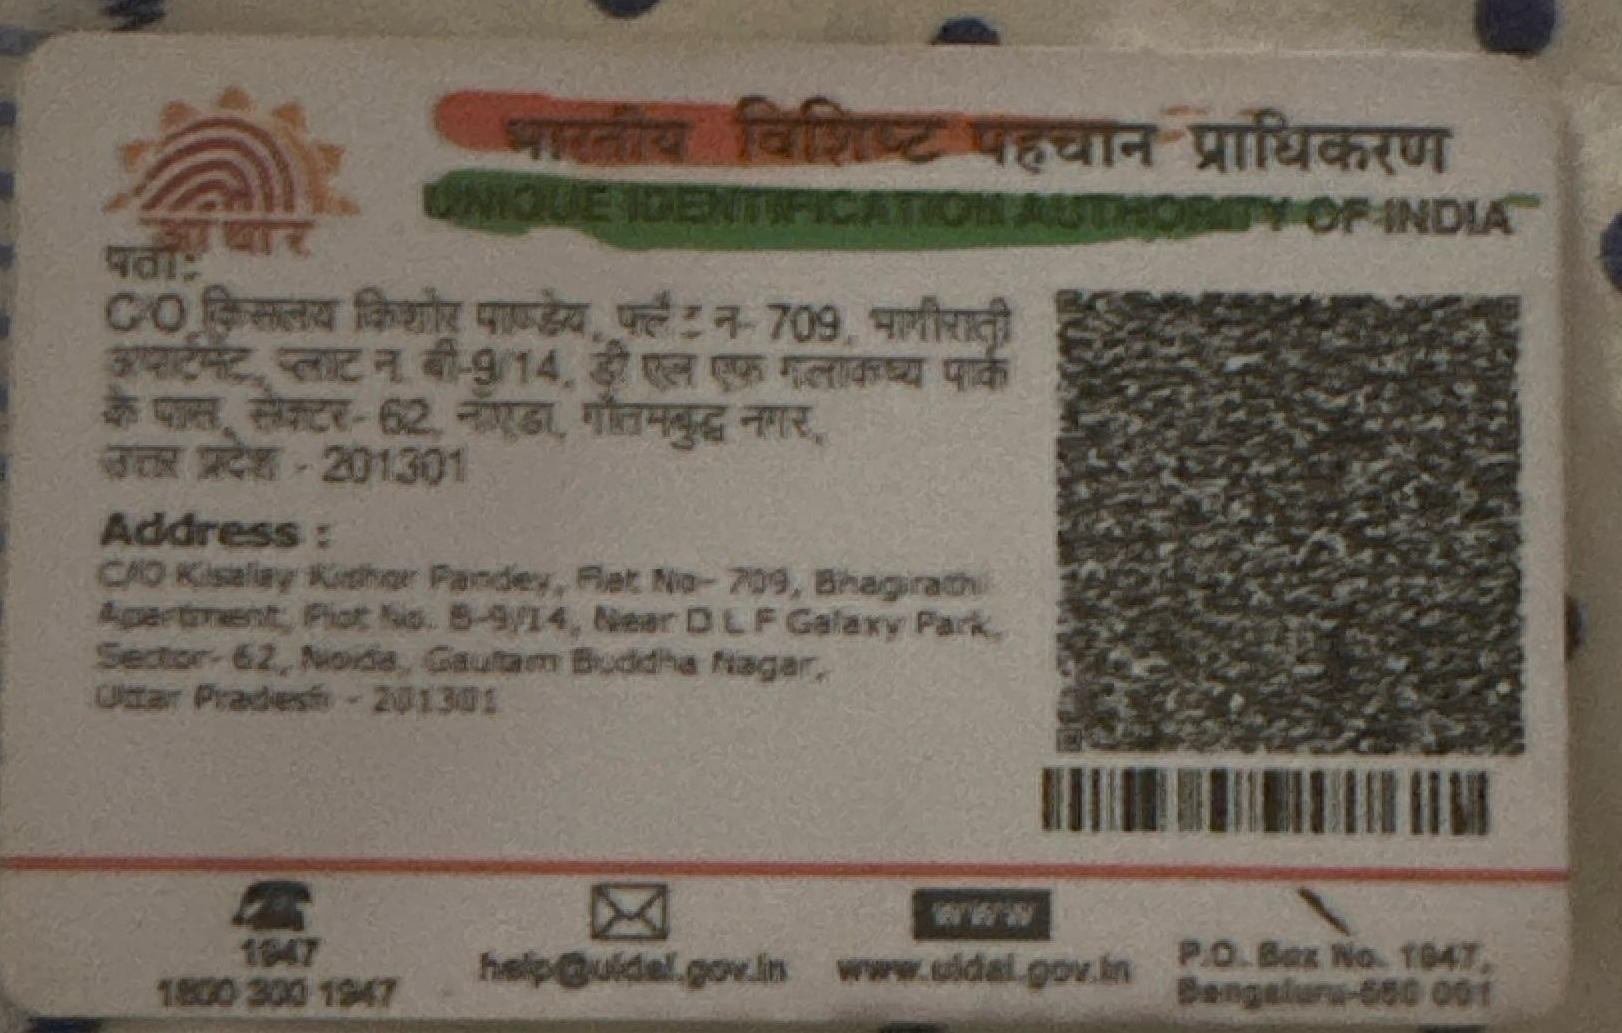 आधार
भारतीय विशिष्ट पहचान प्राधिकरण
UNIQUE IDENTIFICATION AUTHORITY OF INDIA
पता:
C/O किसलय किशोर पाण्डेय, फ्लै: न- 709, भागीराती
अपार्टमेंट, प्लाट न. बी-9/14, डी एल एफ गलाकष्य पार्क
के पास, सेक्टर- 62, नॉएडा, गौतमबुद्ध नगर,
उत्तर प्रदेश - 201301
Address :
C/O Kisalay Kishor Pandey, Flat No- 709, Bhagirathi
Apartment, Plot No. B-9/14, Near D L F Galaxy Park,
Sector- 62, Noida, Gautam Buddha Nagar,
Uttar Pradesh - 201301
1947
1800 300 1947
help@uidai.gov.in
www
www.uidai.gov.in
P.O. Box No. 1947,
Bengaluru-560 001